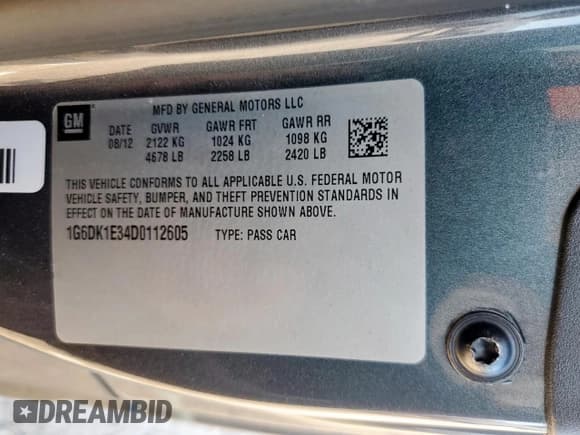 GM
MFD BY GENERAL MOTORS LLC
DATE GVWR GAWR FRT GAWR RR
08/12 2122 KG 1024 KG 1098 KG
4678 LB 2258 LB 2420 LB
THIS VEHICLE CONFORMS TO ALL APPLICABLE U.S. FEDERAL MOTOR
VEHICLE SAFETY, BUMPER, AND THEFT PREVENTION STANDARDS IN
EFFECT ON THE DATE OF MANUFACTURE SHOWN ABOVE.
1G6DK1E34D0112605 TYPE: PASS CAR
DREAMBID